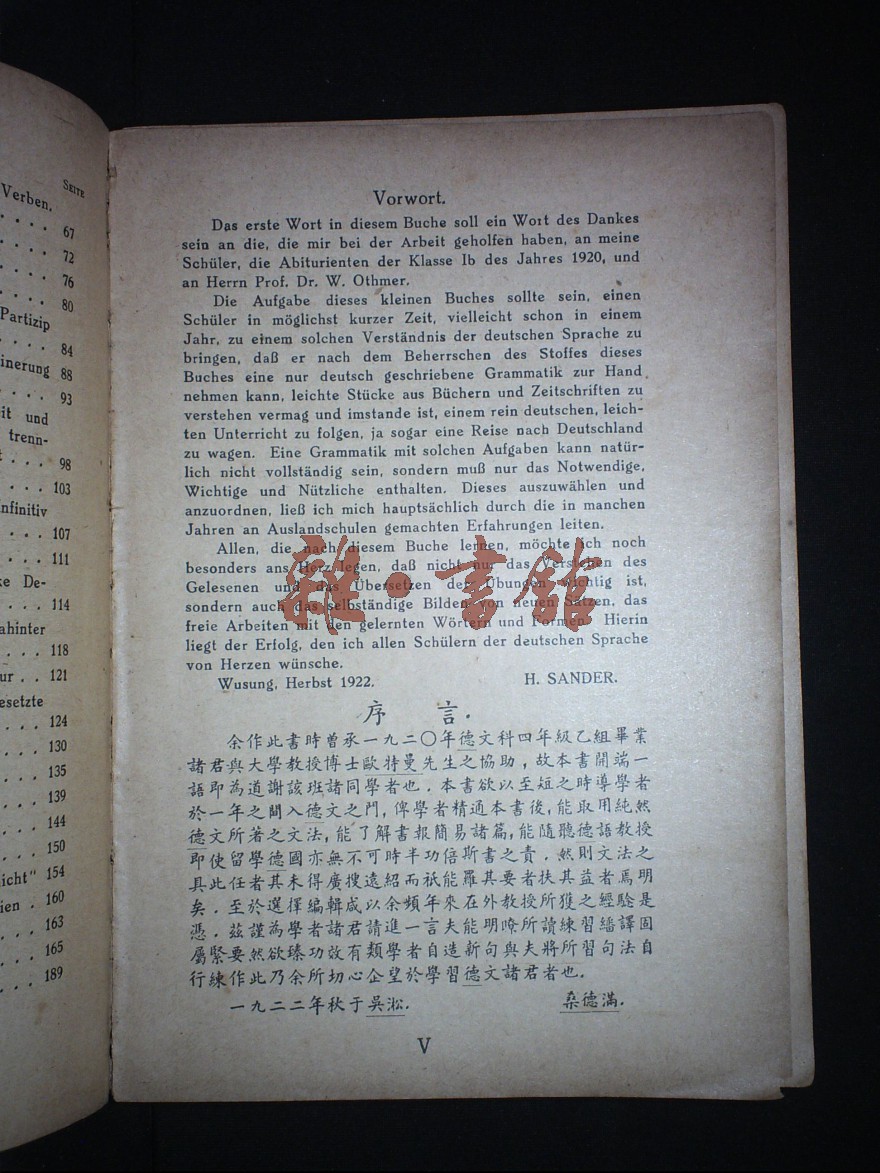 SEITE
Verben,
. . . . 67
. . . . 72
. . . . 76
. . . . 80
Partizip
. . . . 84
inerung 88
. . . . 93
it und
trenn-
. . . 98
. . . . 103
nfinitiv
. . . 107
. . . . 111
ke De-
. . . 114
ahinter
. . . 118
ur . . 121
esetzte
. . . 124
. . . . 130
. . . 135
. . . 139
. . . 144
. . . 150
icht" 154
ien . 160
. . . 163
. . . 165
. . . 189
Vorwort.
Das erste Wort in diesem Buche soll ein Wort des Dankes
sein an die, die mir bei der Arbeit geholfen haben, an meine
Schüler, die Abiturienten der Klasse Ib des Jahres 1920, und
an Herrn Prof. Dr. W. Othmer.
Die Aufgabe dieses kleinen Buches sollte sein, einen
Schüler in möglichst kurzer Zeit, vielleicht schon in einem
Jahr, zu einem solchen Verständnis der deutschen Sprache zu
bringen, daß er nach dem Beherrschen des Stoffes dieses
Buches eine nur deutsch geschriebene Grammatik zur Hand
nehmen kann, leichte Stücke aus Büchern und Zeitschriften zu
verstehen vermag und imstande ist, einem rein deutschen, leich-
ten Unterricht zu folgen, ja sogar eine Reise nach Deutschland
zu wagen. Eine Grammatik mit solchen Aufgaben kann natür-
lich nicht vollständig sein, sondern muß nur das Notwendige,
Wichtige und Nützliche enthalten. Dieses auszuwählen und
anzuordnen, ließ ich mich hauptsächlich durch die in manchen
Jahren an Auslandschulen gemachten Erfahrungen leiten.
Allen, die nach diesem Buche lernen, möchte ich noch
besonders ans Herz legen, daß nicht nur das Verstehen des
Gelesenen und das Übersetzen der Übungen wichtig ist,
sondern auch das selbständige Bilden von neuen Sätzen, das
freie Arbeiten mit den gelernten Wörtern und Formen. Hierin
liegt der Erfolg, den ich allen Schülern der deutschen Sprache
von Herzen wünsche.
Wusung, Herbst 1922. H. SANDER.
序言.
余作此書時曾承一九二〇年德文科四年級乙組畢業
諸君與大學教授博士歐特曼先生之協助,故本書開端一
語即為道謝該班諸同學者也.本書欲以至短之時導學者
於一年之間入德文之門,俾學者精通本書後,能取用純然
德文所著之文法,能了解書報簡易諸篇,能隨聽德語教授
即使留學德國亦無不可時半功倍斯書之責.然則文法之
具此任者其未得廣搜遠紹而祇能羅其要者扶其益者焉明
矣.至於選擇編輯咸以余頻年來在外教授所獲之經驗是
憑.茲謹為學者諸君請進一言夫能明嘹所讀練習繙譯固
屬緊要然欲臻功效有類學者自造新句與夫將所習句法自
行練作此乃余所切心企望於學習德文諸君者也.
一九二二年秋于吳淞. 桑德滿.
V
雜·書館